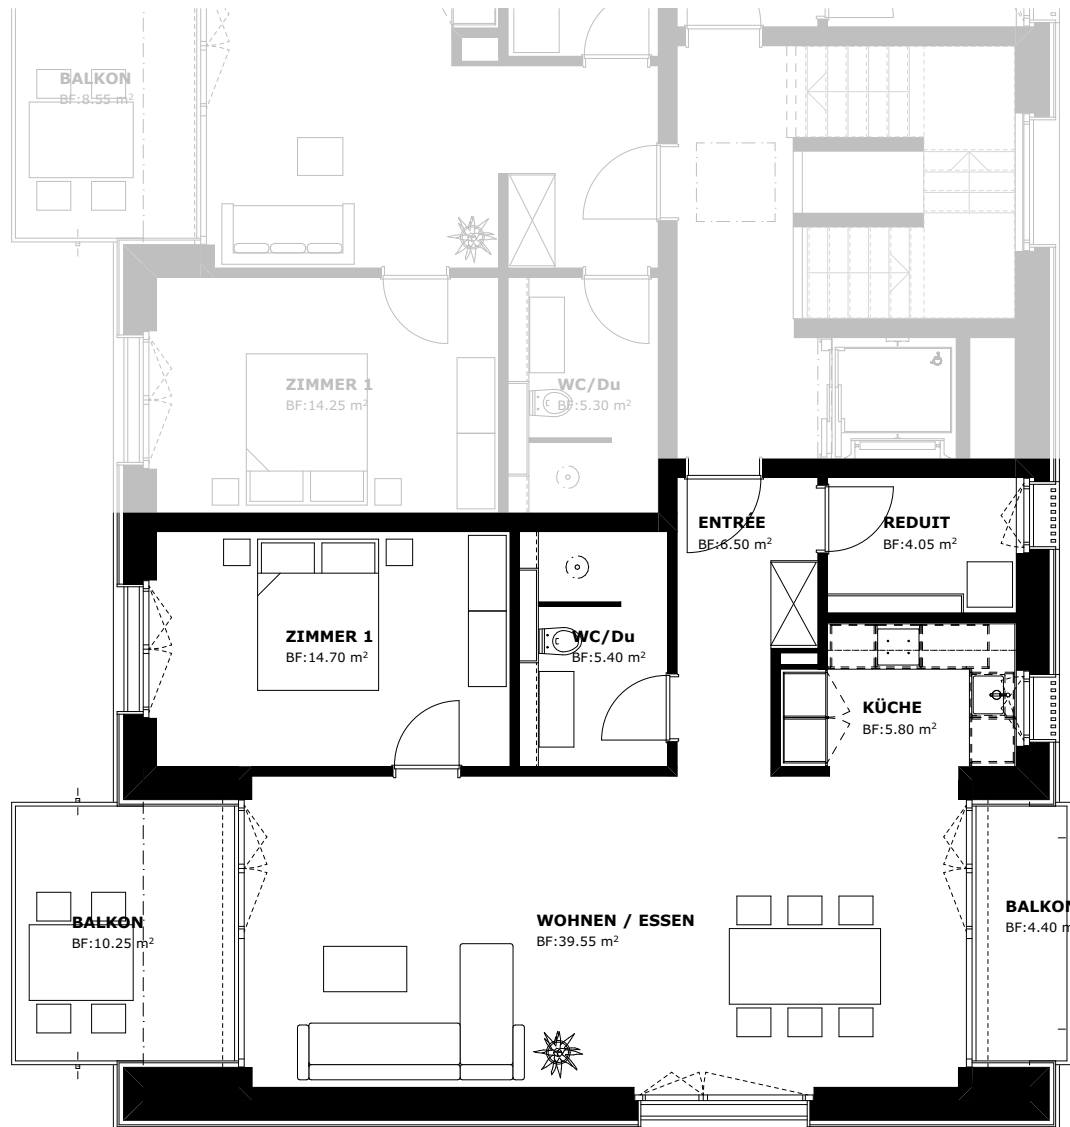 BALKON
BF:8.55 m²
ZIMMER 1
BF:14.25 m²
WC/Du
BF:5.30 m²
ENTRÉE
BF:6.50 m²
REDUIT
BF:4.05 m²
ZIMMER 1
BF:14.70 m²
WC/Du
BF:5.40 m²
KÜCHE
BF:5.80 m²
BALKON
BF:10.25 m²
WOHNEN / ESSEN
BF:39.55 m²
BALKON
BF:4.40 m